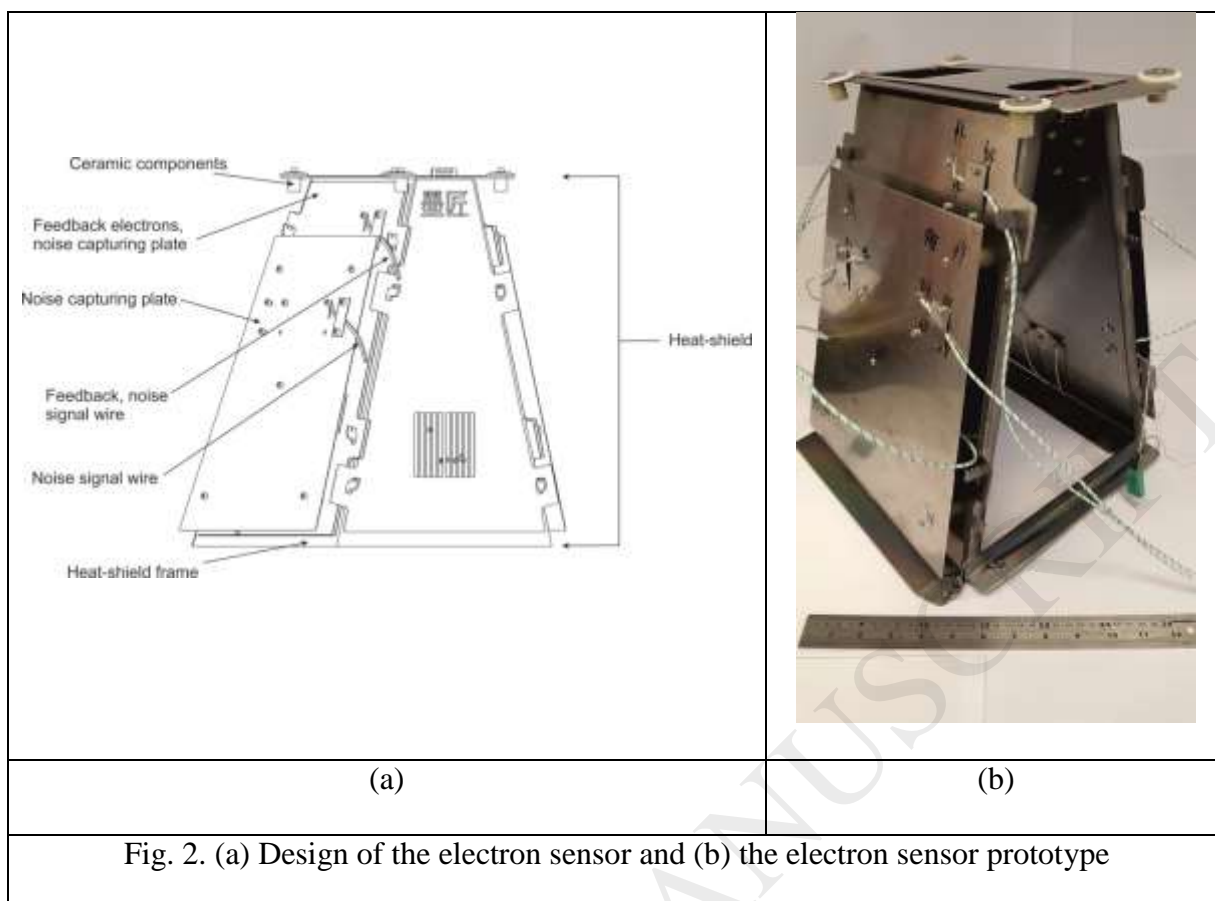 Ceramic components
Feedback electrons,
noise capturing plate
Noise capturing plate
Feedback, noise
signal wire
Noise signal wire
Heat-shield frame
Heat-shield
(a)
(b)
Fig. 2. (a) Design of the electron sensor and (b) the electron sensor prototype